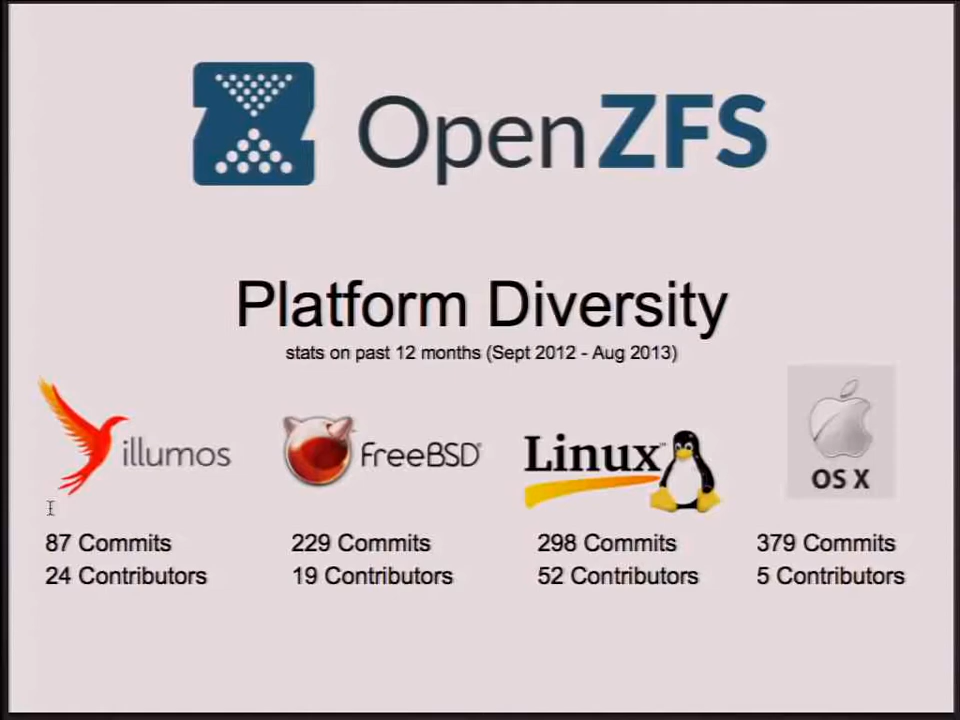 OpenZFS
Platform Diversity
stats on past 12 months (Sept 2012 - Aug 2013)
illumos
FreeBSD®
Linux™
OS X
87 Commits
24 Contributors
229 Commits
19 Contributors
298 Commits
52 Contributors
379 Commits
5 Contributors